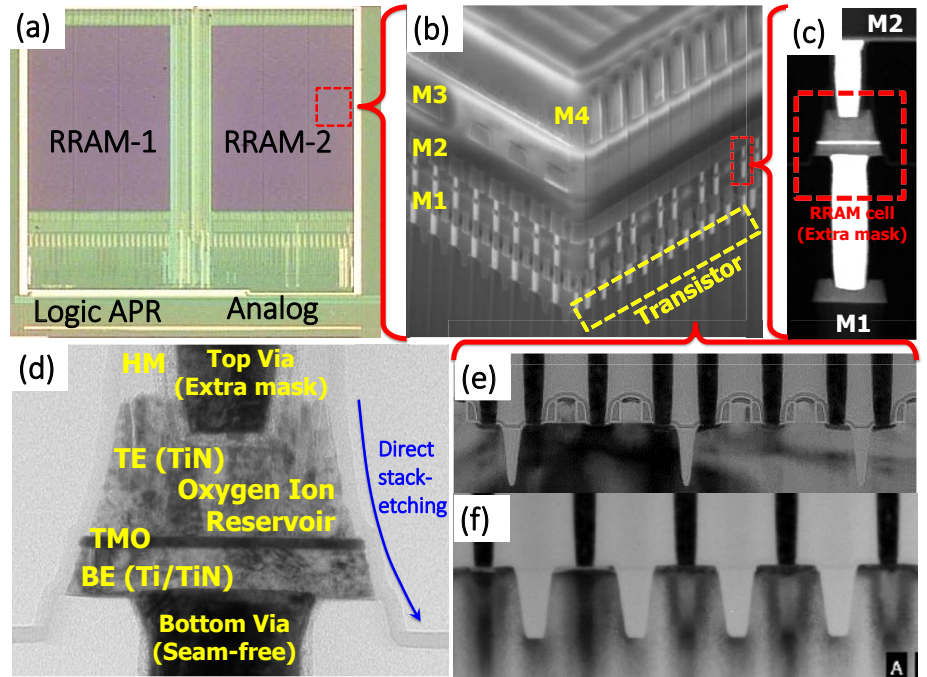 (a)
RRAM-1
RRAM-2
Logic APR
Analog
(b)
M3
M4
M2
M1
Transistor
(c)
M2
RRAM cell
(Extra mask)
M1
(d)
HM
Top Via
(Extra mask)
TE (TiN)
Oxygen Ion
Reservoir
TMO
BE (Ti/TiN)
Bottom Via
(Seam-free)
Direct
stack-
etching
(e)
(f)
A